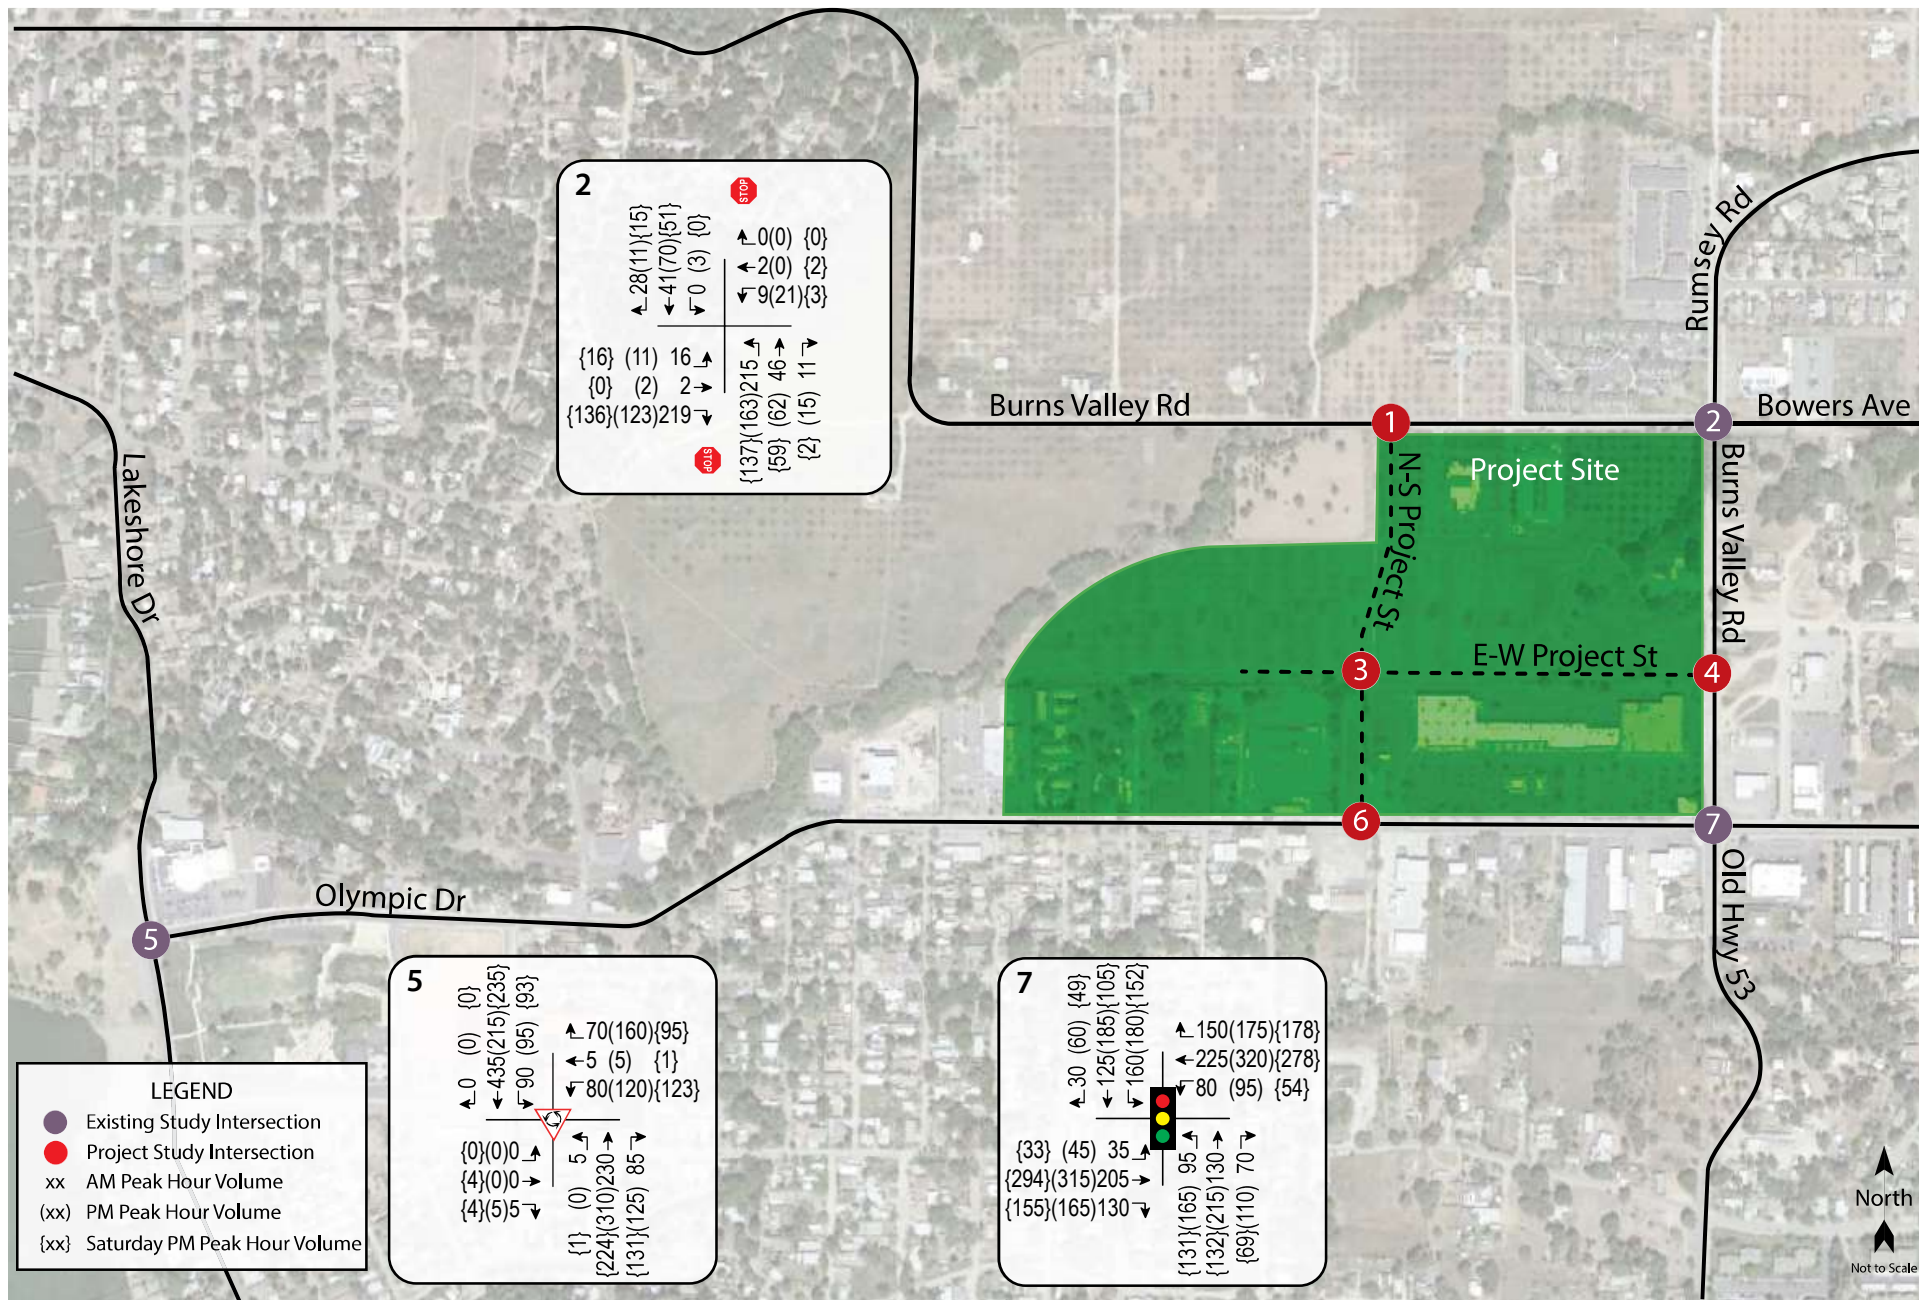 2
STOP
28(11){15}
41(70){51}
0 (3) {0}
0(0) {0}
2(0) {2}
9(21){3}
{16} (11) 16
{0} (2) 2
{136}(123)219
{137}(163)215
{59} (62) 46
{2} (15) 11
STOP
Rumsey Rd
Burns Valley Rd
1
2
Bowers Ave
Project Site
N-S Project St
Burns Valley Rd
Lakeshore Dr
E-W Project St
3
4
6
7
Olympic Dr
5
Old Hwy 53
5
0 (0) {0}
435(215){235}
90 (95) {93}
70(160){95}
5 (5) {1}
80(120){123}
{0}(0)0
{4}(0)0
{4}(5)5
{1} (0) 5
{224}(310)230
{131}(125) 85
7
30 (60) {49}
125(185){105}
160(180){152}
150(175){178}
225(320){278}
80 (95) {54}
{33} (45) 35
{294}(315)205
{155}(165)130
{131}(165) 95
{132}(215)130
{69}(110) 70
LEGEND
Existing Study Intersection
Project Study Intersection
xx AM Peak Hour Volume
(xx) PM Peak Hour Volume
{xx} Saturday PM Peak Hour Volume
North
Not to Scale